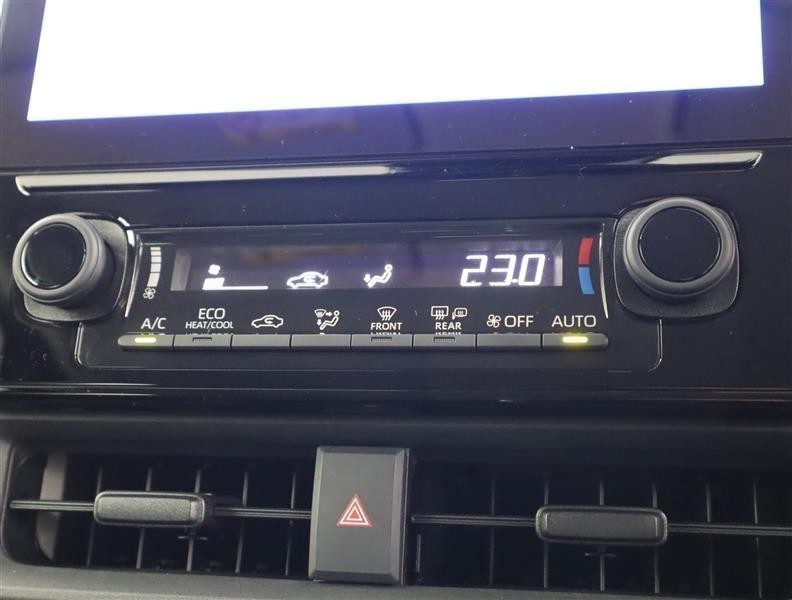 23.0
A/C
ECO
HEAT/COOL
FRONT
REAR
OFF
AUTO